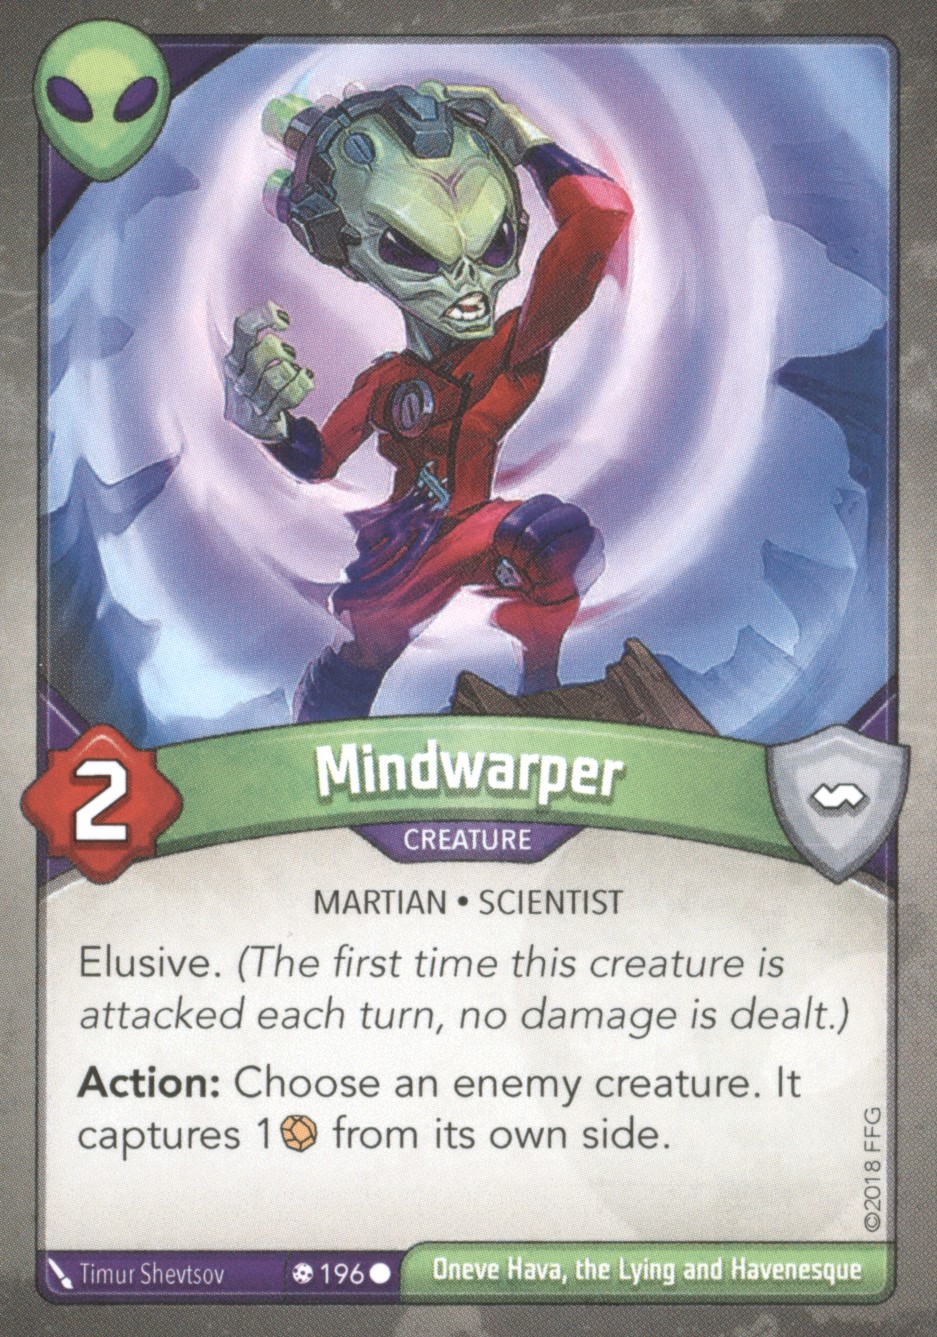 2
Mindwarper
CREATURE
MARTIAN • SCIENTIST
Elusive. (The first time this creature is
attacked each turn, no damage is dealt.)
Action: Choose an enemy creature. It
captures 1 from its own side.
©2018 FFG
Timur Shevtsov
196
Oneve Hava, the Lying and Havenesque